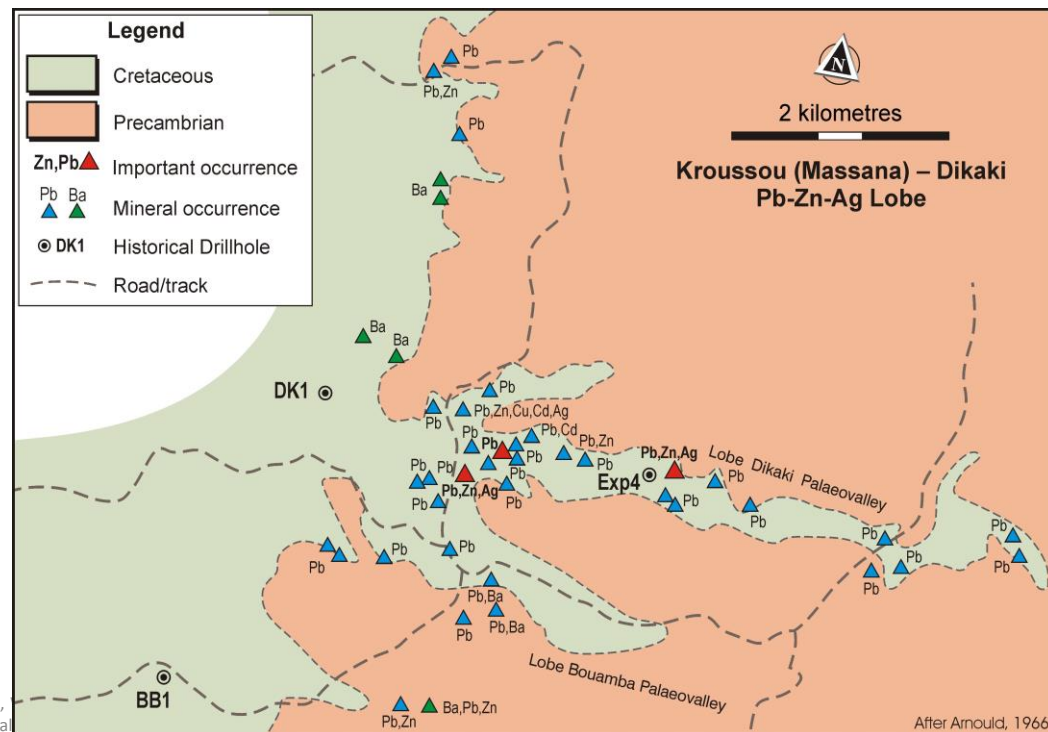 Legend
Cretaceous
Precambrian
Zn,Pb Important occurrence
Pb Ba
Mineral occurrence
DK1 Historical Drillhole
Road/track
N
2 kilometres
Kroussou (Massana) – Dikaki
Pb-Zn-Ag Lobe
Pb
Pb,Zn
Pb
Ba
Ba
Ba
DK1
Pb
Pb
Pb,Zn,Cu,Cd,Ag
Pb,Cd
Pb
Pb
Pb,Zn
Pb
Pb
Pb,Zn,Ag
Lobe Dikaki Palaeovalley
Pb
Pb
Pb
Exp4
Pb,Zn,Ag
Pb
Pb
Pb
Pb
Pb
Pb
Pb
Pb
Pb
Pb
Pb
Pb
Pb,Ba
Pb,Ba
Pb
Lobe Bouamba Palaeovalley
BB1
Pb,Zn
Ba,Pb,Zn
After Arnould, 1966